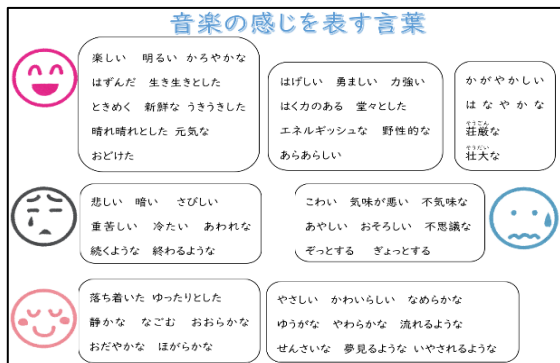 音楽の感じを表す言葉
楽しい 明るい かろやかな
はずんだ 生き生きとした
ときめく 新鮮な うきうきした
晴れ晴れとした 元気な
おどけた
はげしい 勇ましい 力強い
はく力のある 堂々とした
エネルギッシュな 野性的な
あらあらしい
かがやかしい
はなやかな
そうごん
荘厳な
そうだい
壮大な
悲しい 暗い さびしい
重苦しい 冷たい あわれな
続くような 終わるような
こわい 気味が悪い 不気味な
あやしい おそろしい 不思議な
ぞっとする ぎょっとする
落ち着いた ゆったりとした
静かな なごむ おおらかな
おだやかな ほがらかな
やさしい かわいらしい なめらかな
ゆうがな やわらかな 流れるような
せんさいな 夢見るような いやされるような